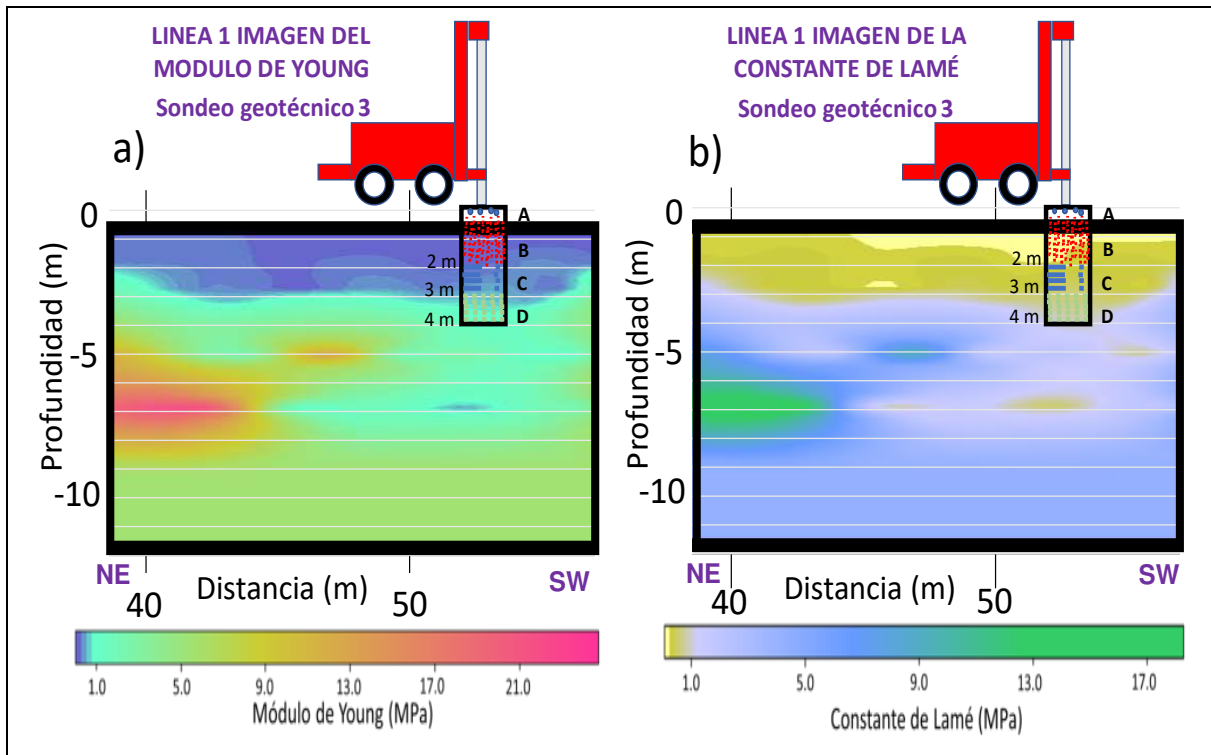 LINEA 1 IMAGEN DEL
MODULO DE YOUNG
Sondeo geotécnico 3
a)
0
-5
-10
Profundidad (m)
A
B
C
D
2 m
3 m
4 m
NE
SW
Distancia (m)
40
50
1.0 5.0 9.0 13.0 17.0 21.0
Módulo de Young (MPa)
LINEA 1 IMAGEN DE LA
CONSTANTE DE LAMÉ
Sondeo geotécnico 3
b)
0
-5
-10
Profundidad (m)
A
B
C
D
2 m
3 m
4 m
NE
SW
Distancia (m)
40
50
1.0 5.0 9.0 13.0 17.0
Constante de Lamé (MPa)